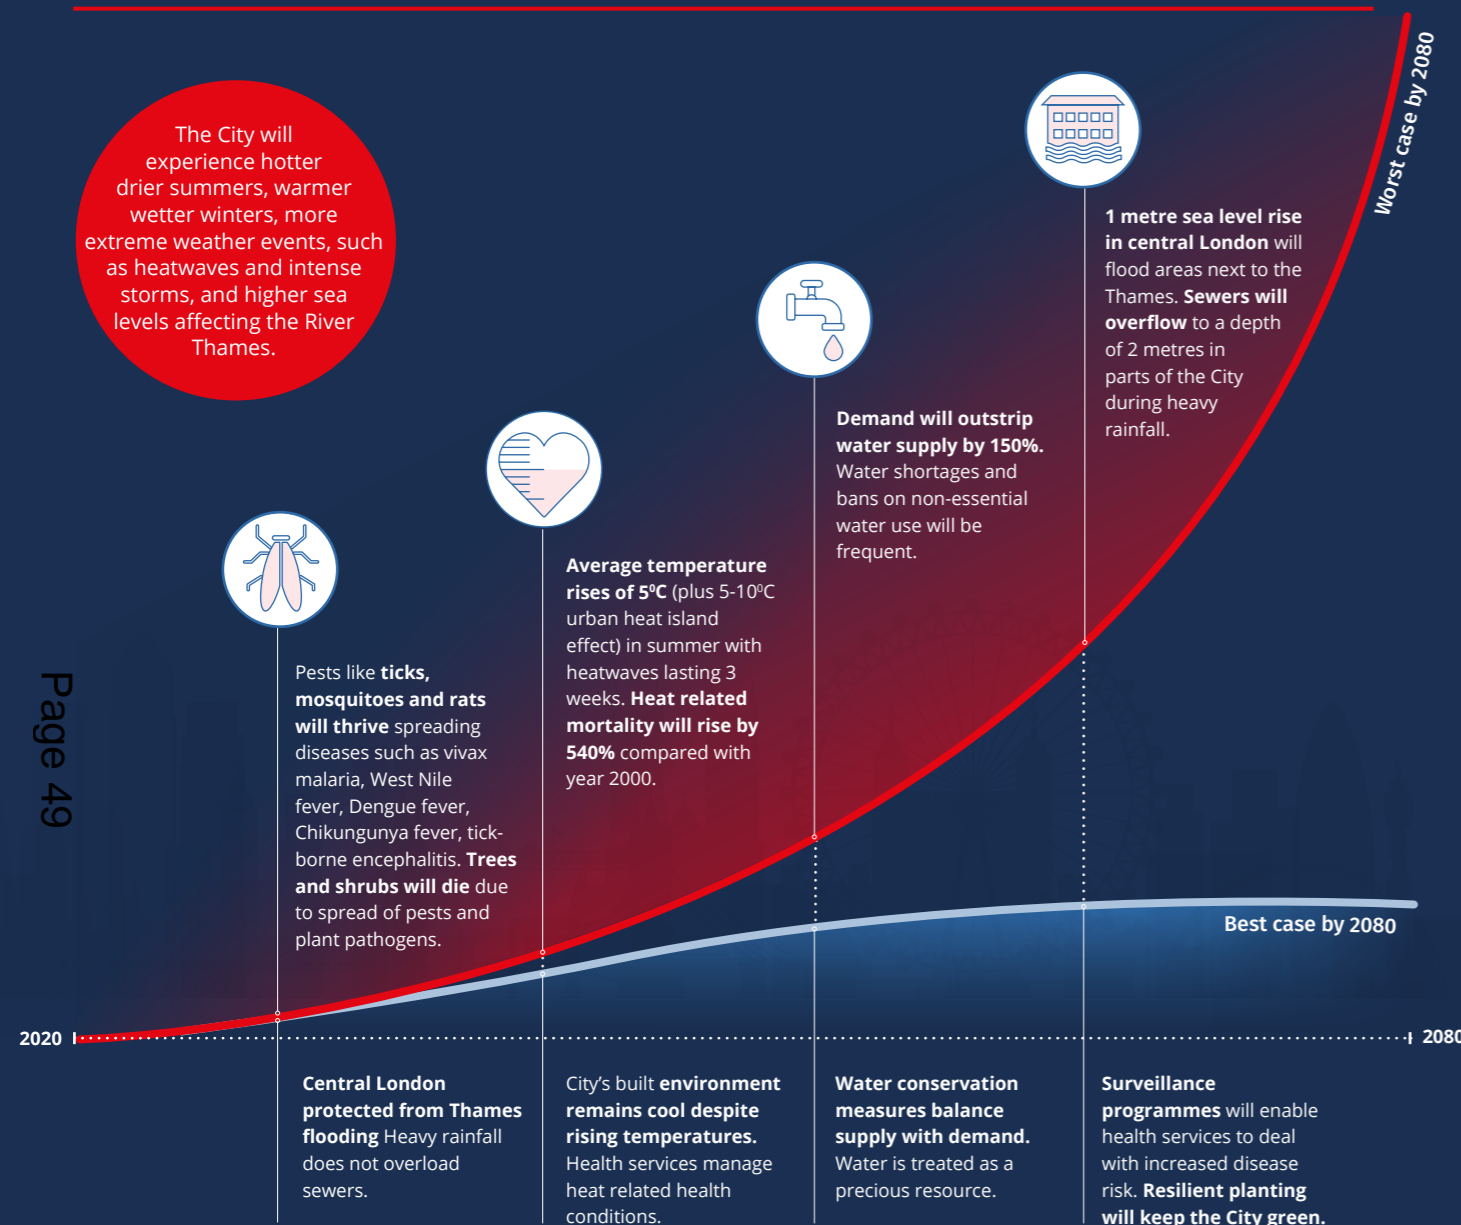 The City will
experience hotter
drier summers, warmer
wetter winters, more
extreme weather events, such
as heatwaves and intense
storms, and higher sea
levels affecting the River
Thames.
Pests like ticks,
mosquitoes and rats
will thrive spreading
diseases such as vivax
malaria, West Nile
fever, Dengue fever,
Chikungunya fever, tick-
borne encephalitis. Trees
and shrubs will die due
to spread of pests and
plant pathogens.
Average temperature
rises of 5⁰C (plus 5-10⁰C
urban heat island
effect) in summer with
heatwaves lasting 3
weeks. Heat related
mortality will rise by
540% compared with
year 2000.
Demand will outstrip
water supply by 150%.
Water shortages and
bans on non-essential
water use will be
frequent.
1 metre sea level rise
in central London will
flood areas next to the
Thames. Sewers will
overflow to a depth
of 2 metres in
parts of the City
during heavy
rainfall.
Worst case by 2080
Best case by 2080
2020
2080
Central London
protected from Thames
flooding Heavy rainfall
does not overload
sewers.
City's built environment
remains cool despite
rising temperatures.
Health services manage
heat related health
conditions.
Water conservation
measures balance
supply with demand.
Water is treated as a
precious resource.
Surveillance
programmes will enable
health services to deal
with increased disease
risk. Resilient planting
will keep the City green.
Page 49